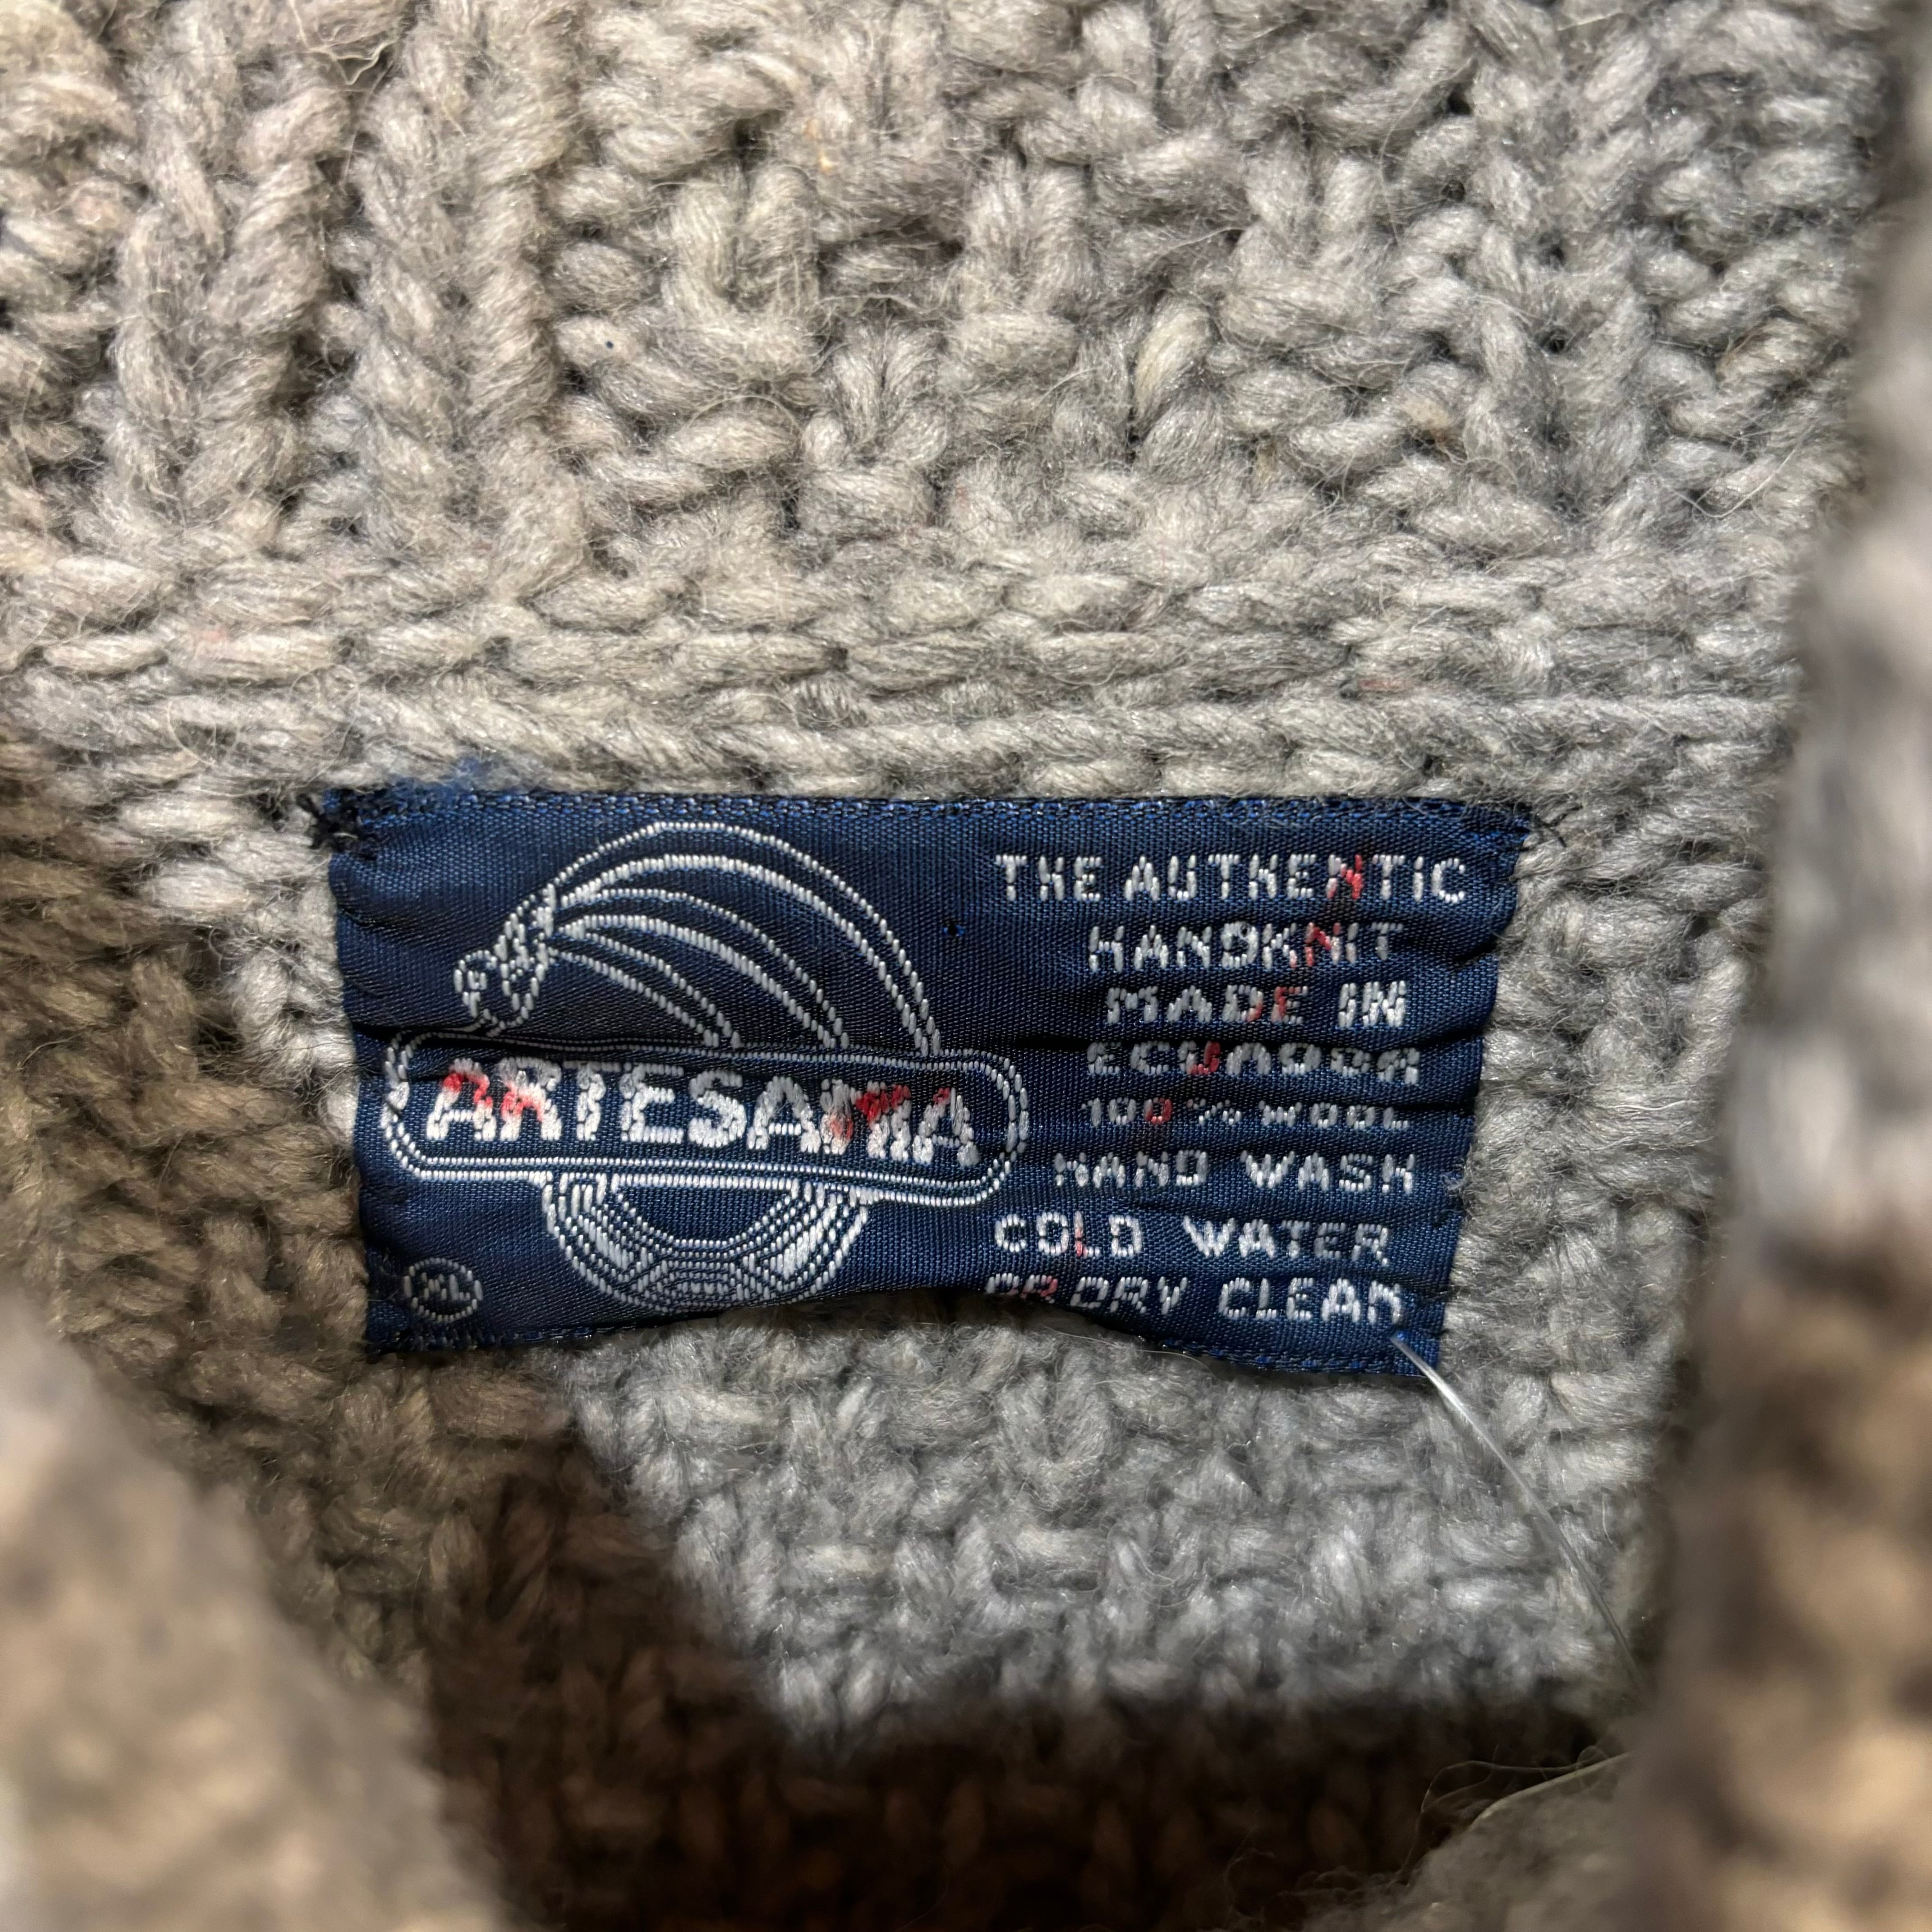 ARTESANIA
XL
THE AUTHENTIC
HANDKNIT
MADE IN
ECUADOR
100% WOOL
HAND WASH
COLD WATER
OR DRY CLEAN